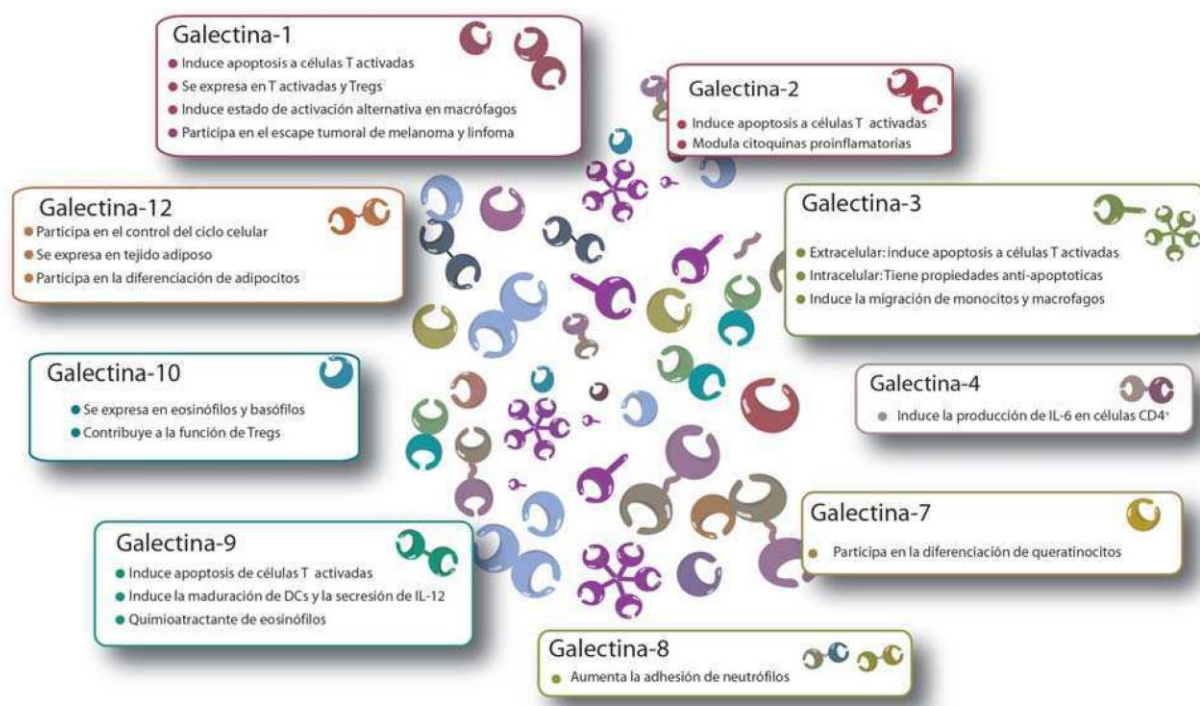 Galectina-1
Induce apoptosis a células T activadas
Se expresa en T activadas y Tregs
Induce estado de activación alternativa en macrófagos
Participa en el escape tumoral de melanoma y linfoma
Galectina-2
Induce apoptosis a células T activadas
Modula citoquinas proinflamatorias
Galectina-12
Participa en el control del ciclo celular
Se expresa en tejido adiposo
Participa en la diferenciación de adipocitos
Galectina-3
Extracelular: induce apoptosis a células T activadas
Intracelular: Tiene propiedades anti-apoptoticas
Induce la migración de monocitos y macrofagos
Galectina-10
Se expresa en eosinófilos y basófilos
Contribuye a la función de Tregs
Galectina-4
Induce la producción de IL-6 en células CD4⁺
Galectina-9
Induce apoptosis de células T activadas
Induce la maduración de DCs y la secresión de IL-12
Quimioatractante de eosinófilos
Galectina-7
Participa en la diferenciación de queratinocitos
Galectina-8
Aumenta la adhesión de neutrófilos